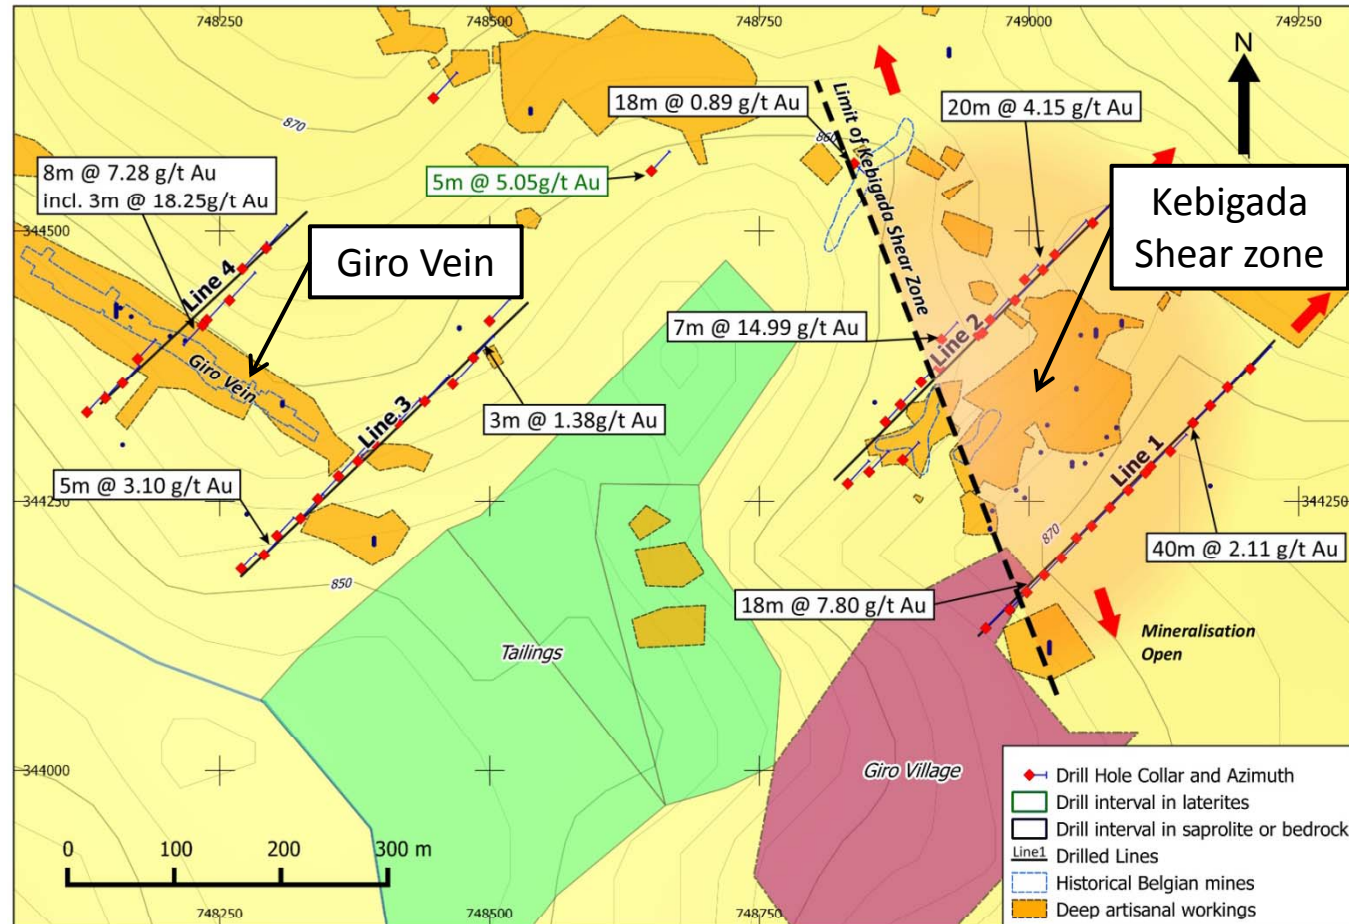 748250 748500 748750 749000 749250
N
18m @ 0.89 g/t Au
20m @ 4.15 g/t Au
870
860
8m @ 7.28 g/t Au
incl. 3m @ 18.25g/t Au
5m @ 5.05g/t Au
Limit of Kebigada Shear Zone
Kebigada
Shear zone
344500
344500
Giro Vein
Line 4
Giro Vein
7m @ 14.99 g/t Au
Line 2
Line 3
3m @ 1.38g/t Au
Line 1
5m @ 3.10 g/t Au
344250
344250
870
40m @ 2.11 g/t Au
850
18m @ 7.80 g/t Au
Mineralisation
Open
Tailings
Giro Village
344000
Drill Hole Collar and Azimuth
Drill interval in laterites
Drill interval in saprolite or bedrock
Line1 Drilled Lines
Historical Belgian mines
Deep artisanal workings
0 100 200 300 m
748250 748500 748750